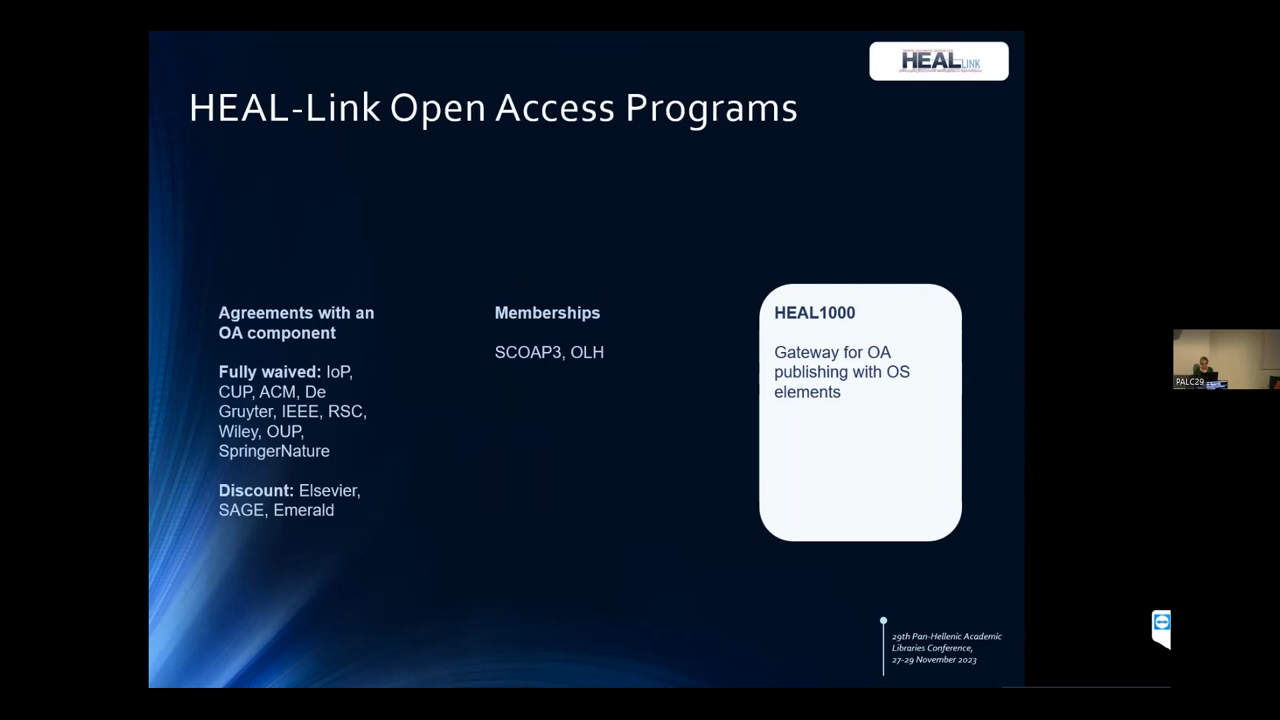 HEAL LINK
HEAL-Link Open Access Programs
Agreements with an
OA component
Fully waived: IoP,
CUP, ACM, De
Gruyter, IEEE, RSC,
Wiley, OUP,
SpringerNature
Discount: Elsevier,
SAGE, Emerald
Memberships
SCOAP3, OLH
HEAL1000
Gateway for OA
publishing with OS
elements
PALC29
29th Pan-Hellenic Academic
Libraries Conference,
27-29 November 2023